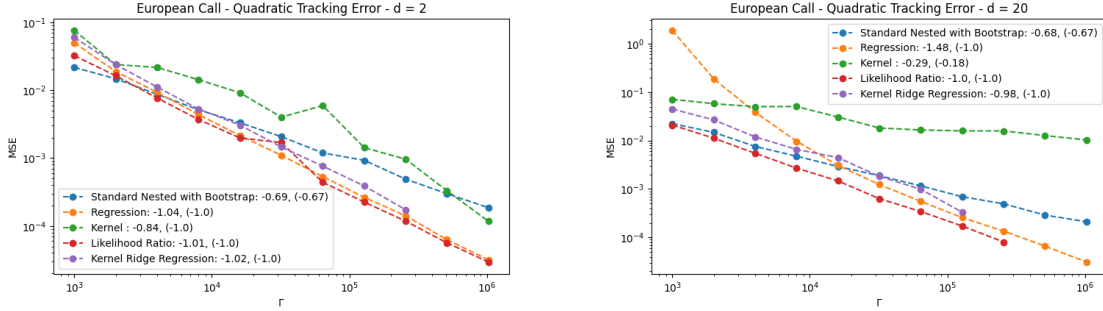 European Call - Quadratic Tracking Error - d = 2
MSE
10⁻¹
10⁻²
10⁻³
10⁻⁴
Standard Nested with Bootstrap: -0.69, (-0.67)
Regression: -1.04, (-1.0)
Kernel : -0.84, (-1.0)
Likelihood Ratio: -1.01, (-1.0)
Kernel Ridge Regression: -1.02, (-1.0)
10³ 10⁴ 10⁵ 10⁶
Γ
European Call - Quadratic Tracking Error - d = 20
MSE
10⁰
10⁻¹
10⁻²
10⁻³
10⁻⁴
Standard Nested with Bootstrap: -0.68, (-0.67)
Regression: -1.48, (-1.0)
Kernel : -0.29, (-0.18)
Likelihood Ratio: -1.0, (-1.0)
Kernel Ridge Regression: -0.98, (-1.0)
10³ 10⁴ 10⁵ 10⁶
Γ